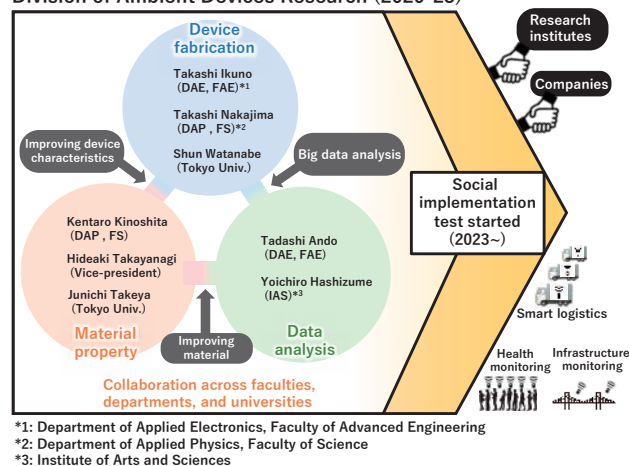 Division of Ambient Devices Research (2020-25)
Device
fabrication
Takashi Ikuno
(DAE, FAE)*1
Takashi Nakajima
(DAP , FS)*2
Shun Watanabe
(Tokyo Univ.)
Improving device
characteristics
Big data analysis
Kentaro Kinoshita
(DAP , FS)
Hideaki Takayanagi
(Vice-president)
Junichi Takeya
(Tokyo Univ.)
Material
property
Tadashi Ando
(DAE, FAE)
Yoichiro Hashizume
(IAS)*3
Data
analysis
Improving
material
Collaboration across faculties,
departments, and universities
Social
implementation
test started
(2023~)
Research
institutes
Companies
Smart logistics
Health
monitoring
Infrastructure
monitoring
*1: Department of Applied Electronics, Faculty of Advanced Engineering
*2: Department of Applied Physics, Faculty of Science
*3: Institute of Arts and Sciences